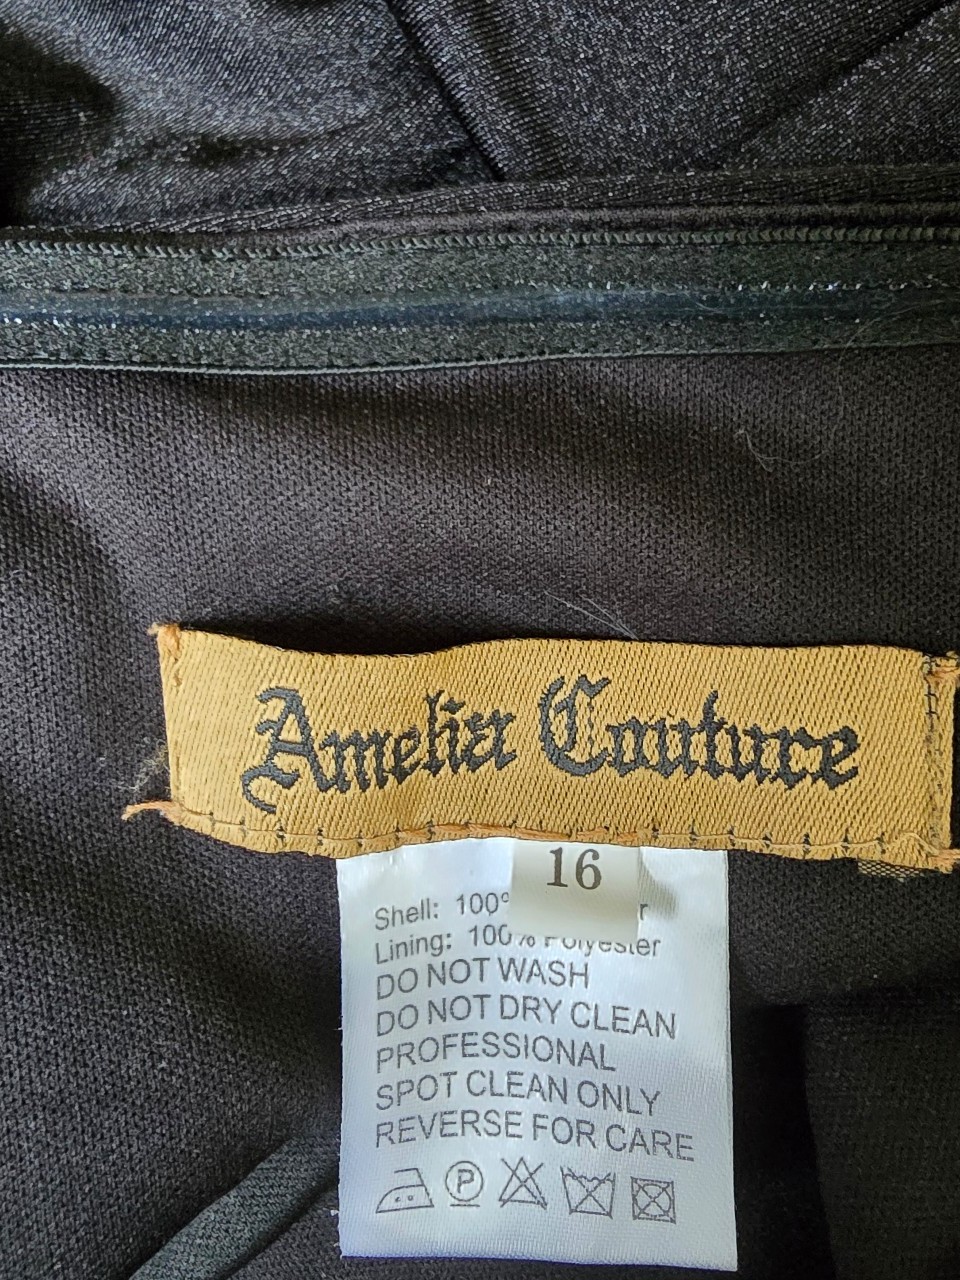 Amelia Couture
16
Shell: 100%
Lining: 100% Polyester
DO NOT WASH
DO NOT DRY CLEAN
PROFESSIONAL
SPOT CLEAN ONLY
REVERSE FOR CARE
P